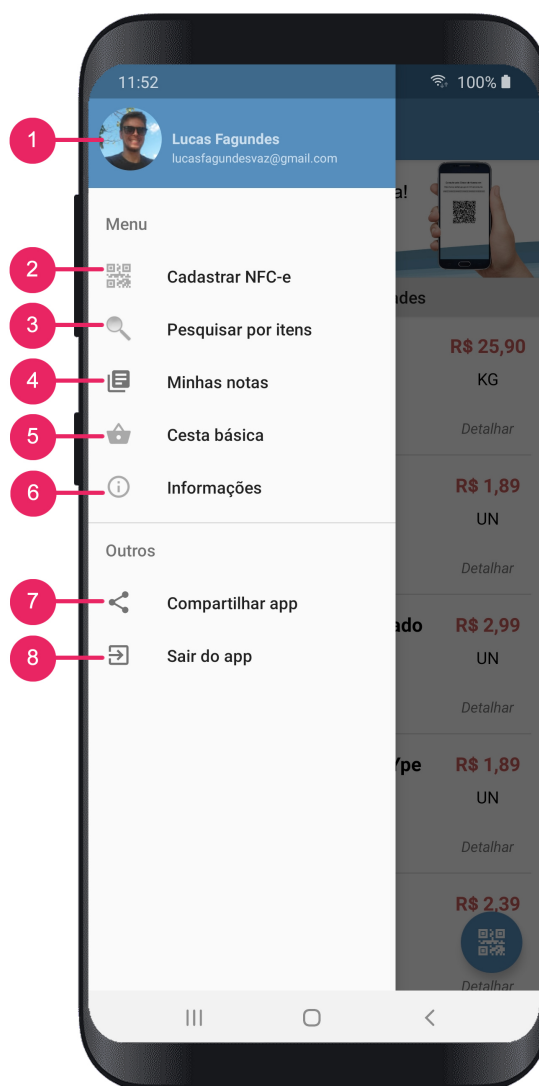 11:52
100%
1
Lucas Fagundes
lucasfagundesvaz@gmail.com
a!
Menu
2
Cadastrar NFC-e
ades
3
Pesquisar por itens
R$ 25,90
4
Minhas notas
KG
5
Cesta básica
Detalhar
6
Informações
R$ 1,89
UN
Outros
Detalhar
7
Compartilhar app
ado
R$ 2,99
8
Sair do app
UN
Detalhar
Ype
R$ 1,89
UN
Detalhar
R$ 2,39
Detalhar